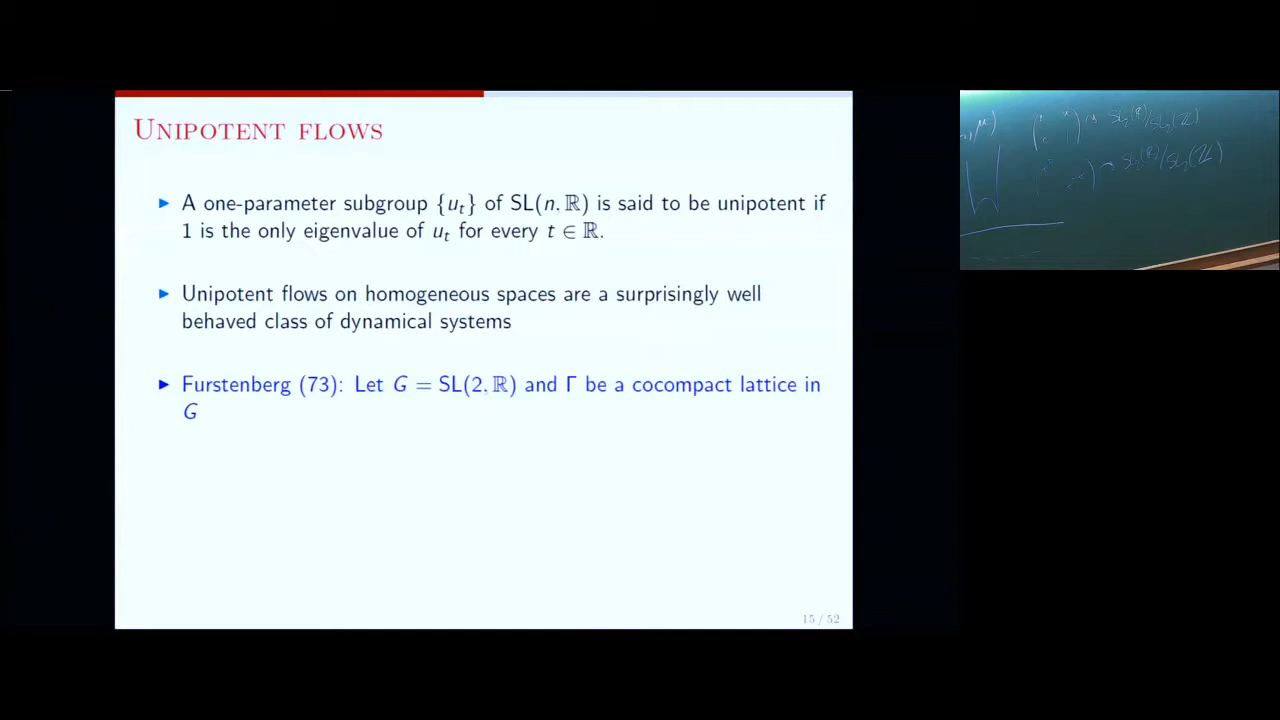 UNIPOTENT FLOWS
▶ A one-parameter subgroup {u_t} of SL(n, ℝ) is said to be unipotent if
1 is the only eigenvalue of u_t for every t ∈ ℝ.
▶ Unipotent flows on homogeneous spaces are a surprisingly well
behaved class of dynamical systems
▶ Furstenberg (73): Let G = SL(2, ℝ) and Γ be a cocompact lattice in
G
15 / 52
SL₂(ℝ)/SL₂(ℤ)
SL₂(ℝ)/SL₂(ℤ)